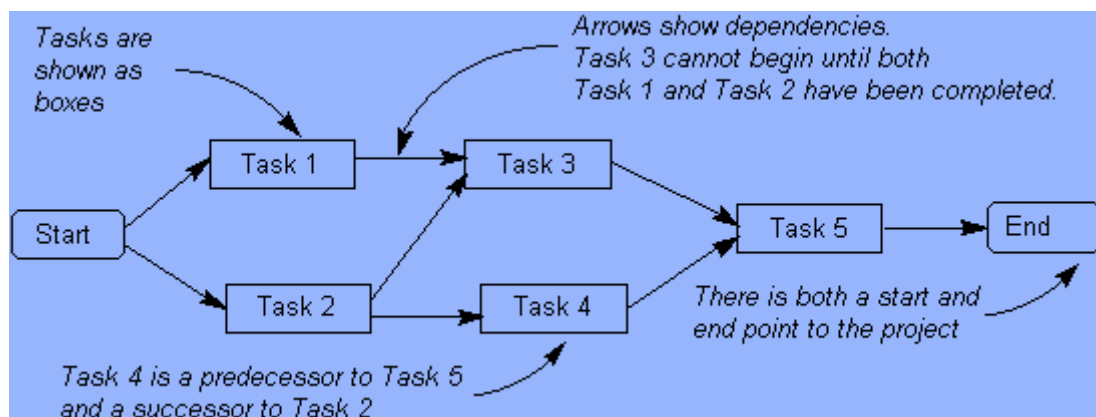 Tasks are
shown as
boxes
Arrows show dependencies.
Task 3 cannot begin until both
Task 1 and Task 2 have been completed.
Task 1
Task 3
Start
Task 5
End
Task 2
Task 4
There is both a start and
end point to the project
Task 4 is a predecessor to Task 5
and a successor to Task 2